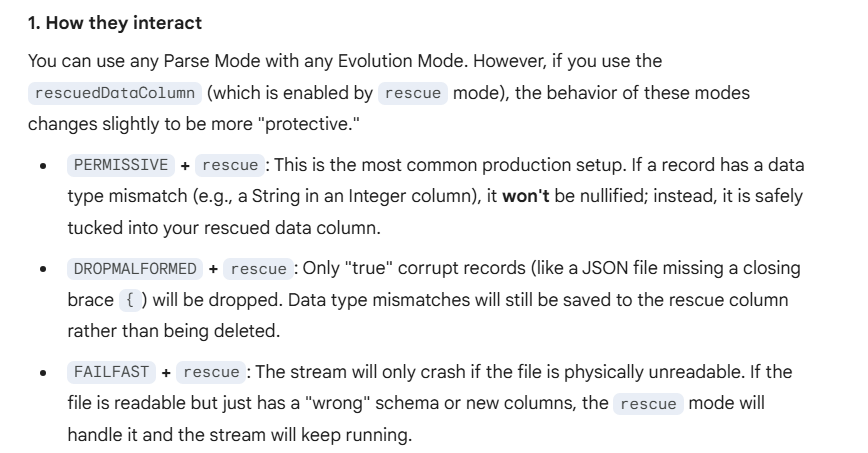 1. How they interact
You can use any Parse Mode with any Evolution Mode. However, if you use the
rescuedDataColumn (which is enabled by rescue mode), the behavior of these modes
changes slightly to be more "protective."
• PERMISSIVE + rescue: This is the most common production setup. If a record has a data
type mismatch (e.g., a String in an Integer column), it won't be nullified; instead, it is safely
tucked into your rescued data column.
• DROPMALFORMED + rescue: Only "true" corrupt records (like a JSON file missing a closing
brace { ) will be dropped. Data type mismatches will still be saved to the rescue column
rather than being deleted.
• FAILFAST + rescue: The stream will only crash if the file is physically unreadable. If the
file is readable but just has a "wrong" schema or new columns, the rescue mode will
handle it and the stream will keep running.